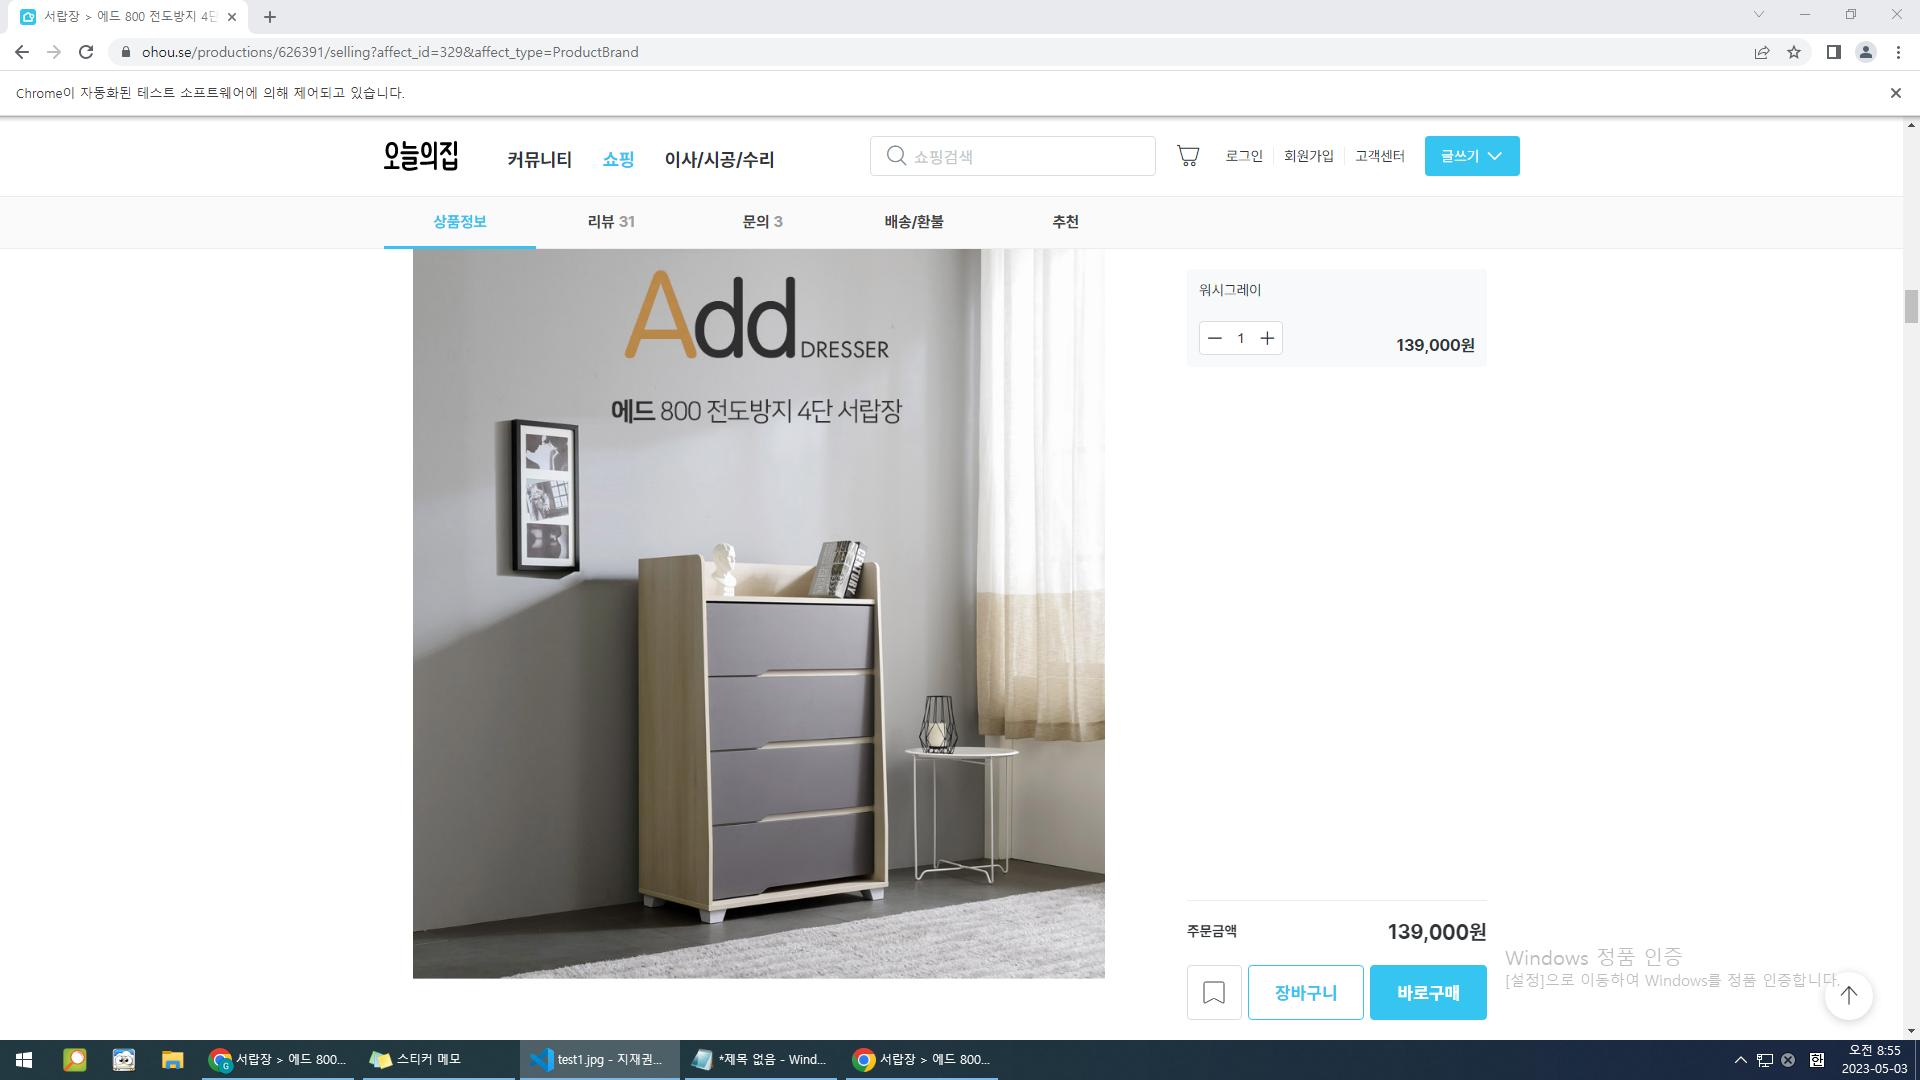 서랍장 > 에드 800 전도방지 4단
ohou.se/productions/626391/selling?affect_id=329&affect_type=ProductBrand
Chrome이 자동화된 테스트 소프트웨어에 의해 제어되고 있습니다.
오늘의집
커뮤니티
쇼핑
이사/시공/수리
쇼핑검색
로그인
회원가입
고객센터
글쓰기
상품정보
리뷰 31
문의 3
배송/환불
추천
Add DRESSER
에드 800 전도방지 4단 서랍장
CENTURY
워시그레이
1
139,000원
주문금액
139,000원
장바구니
바로구매
Windows 정품 인증
[설정]으로 이동하여 Windows를 정품 인증합니다.
서랍장 > 에드 800...
스티커 메모
test1.jpg - 지재권...
*제목 없음 - Wind...
서랍장 > 에드 800...
한
오전 8:55
2023-05-03